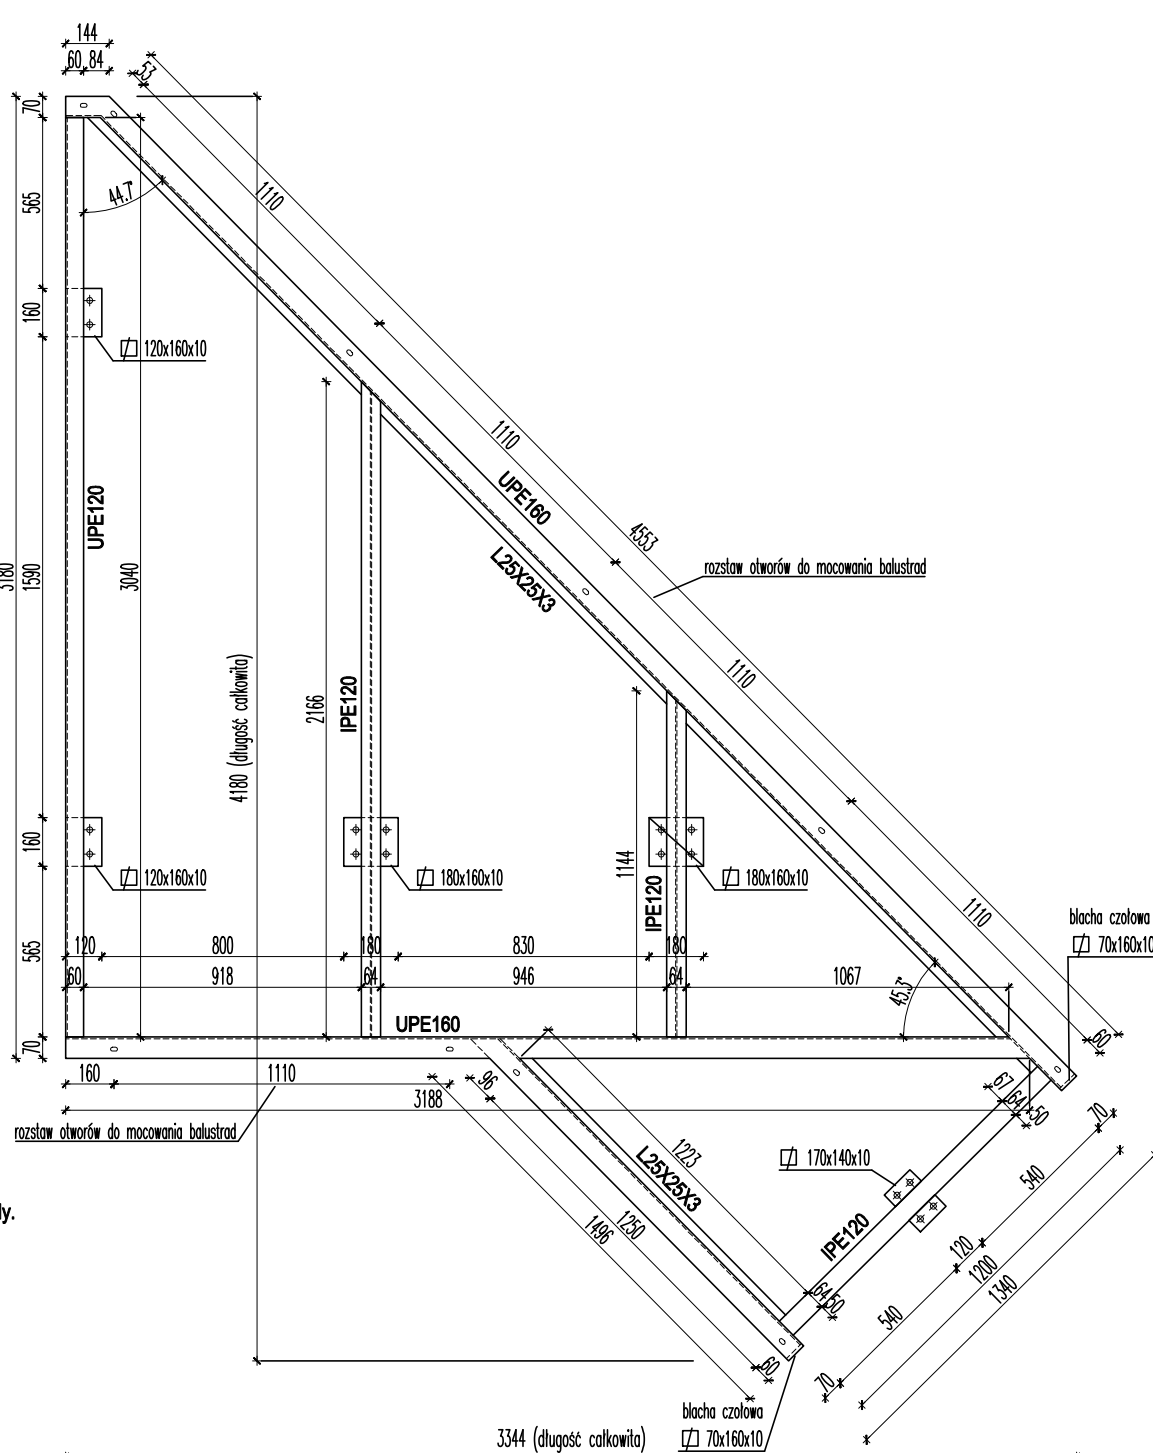 144
60 84
53
70
565
44.7°
1110
160
120x160x10
UPE120
1110
UPE160
4553
L25X25X3
rozstaw otworów do mocowania balustrad
3180
1590
3040
4180 (długość całkowita)
2166
IPE120
1110
1144
IPE120
160
120x160x10
180x160x10
180x160x10
1110
blacha czołowa
70x160x10
565
120 800 180 830 180
60 918 64 946 64 1067
45.3°
UPE160
70
60
160 1110
3188
rozstaw otworów do mocowania balustrad
96
67 64 50
70
1223
L25X25X3
170x140x10
540
ly.
1250
1496
IPE120
120
1200
1340
64 50
540
60
70
blacha czołowa
70x160x10
3344 (długość całkowita)